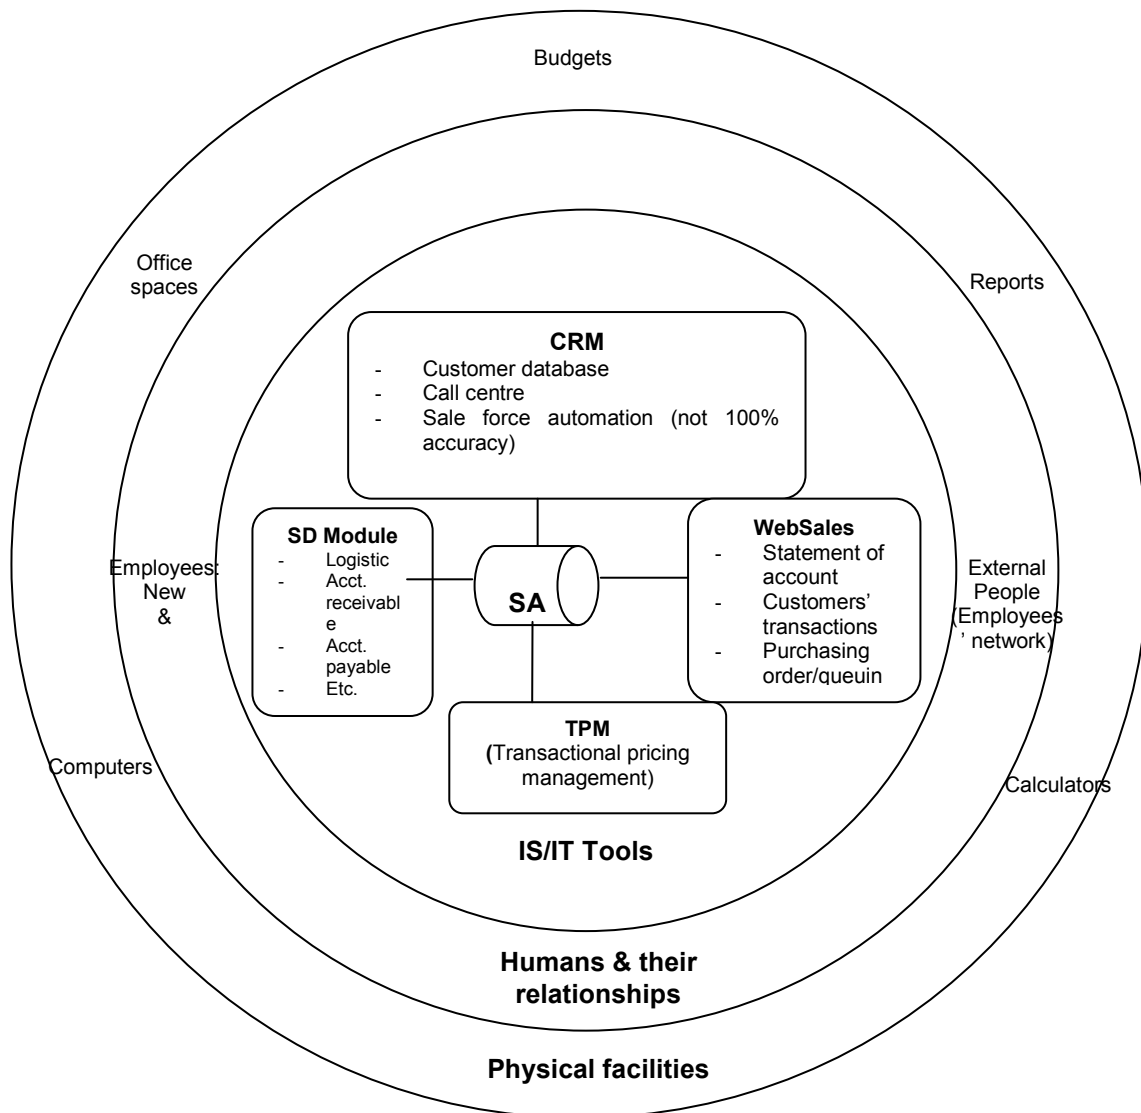 Budgets
Office
spaces
Reports
CRM
- Customer database
- Call centre
- Sale force automation (not 100%
accuracy)
SD Module
- Logistic
- Acct.
receivabl
e
- Acct.
payable
- Etc.
SA
WebSales
- Statement of
account
- Customers’
transactions
- Purchasing
order/queuin
Employees:
New
&
External
People
(Employees
’ network)
TPM
(Transactional pricing
management)
Computers
Calculators
IS/IT Tools
Humans & their
relationships
Physical facilities